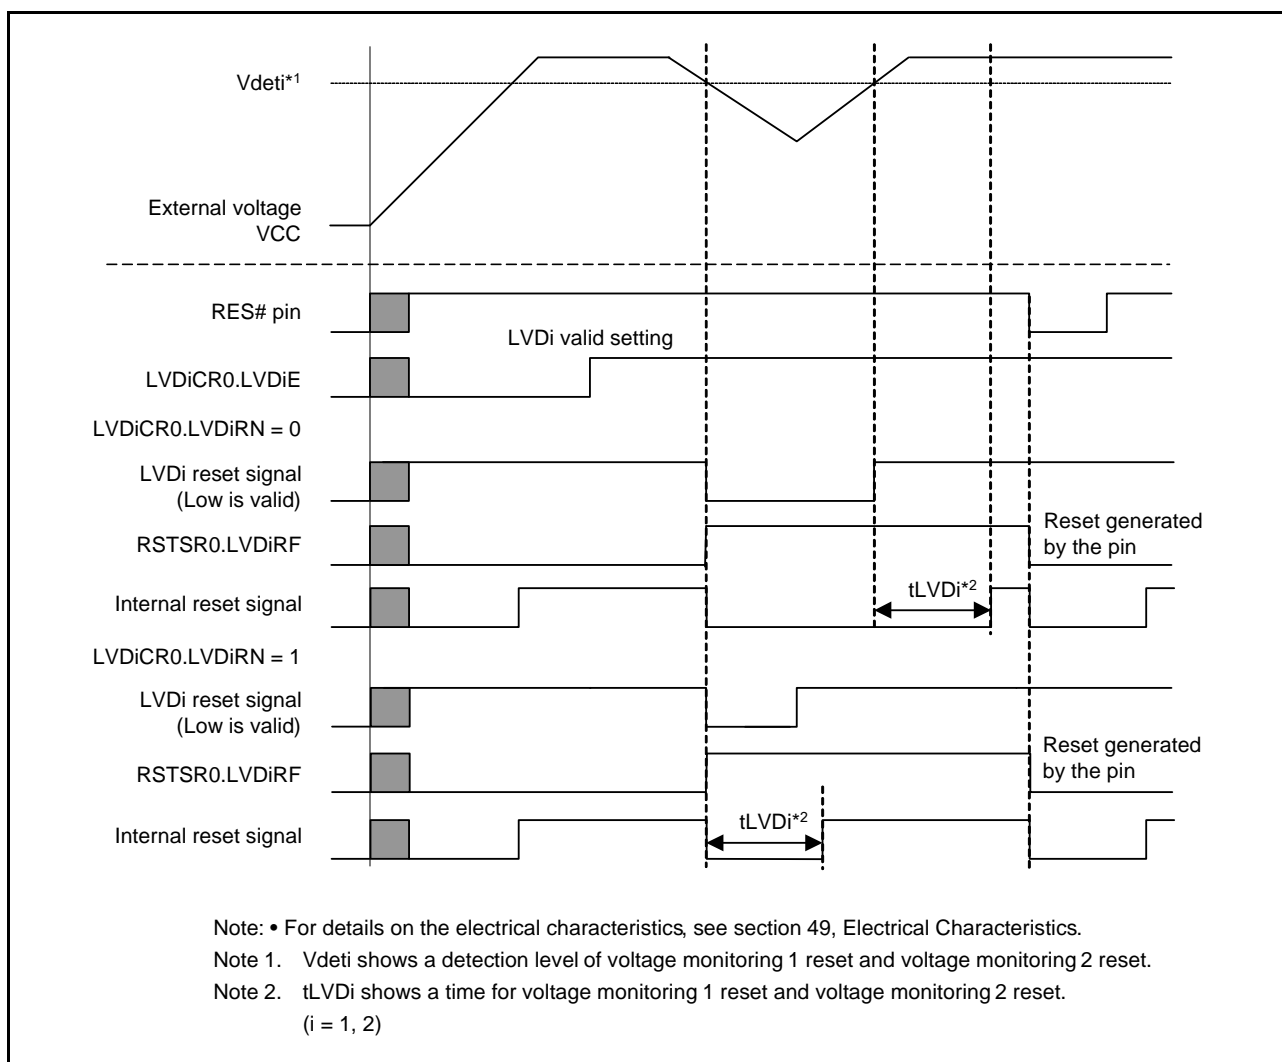 Vdeti*1
External voltage
VCC
RES# pin
LVDi valid setting
LVDiCR0.LVDiE
LVDiCR0.LVDiRN = 0
LVDi reset signal
(Low is valid)
Reset generated
by the pin
RSTSR0.LVDiRF
tLVDi*2
Internal reset signal
LVDiCR0.LVDiRN = 1
LVDi reset signal
(Low is valid)
Reset generated
by the pin
RSTSR0.LVDiRF
tLVDi*2
Internal reset signal
Note: • For details on the electrical characteristics, see section 49, Electrical Characteristics.
Note 1. Vdeti shows a detection level of voltage monitoring 1 reset and voltage monitoring 2 reset.
Note 2. tLVDi shows a time for voltage monitoring 1 reset and voltage monitoring 2 reset.
(i = 1, 2)